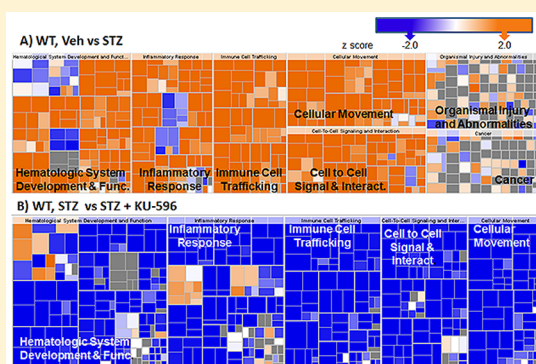 z score
-2.0
2.0
A) WT, Veh vs STZ
Hematological System Development and Funct...
Inflammatory Response
Immune Cell Trafficking
Cellular Movement
Organismal Injury and Abnormalities
Cellular Movement
Organismal Injury
and Abnormalities
Cell-To-Cell Signaling and Interaction
Cancer
Hematologic System
Development & Func.
Inflammatory
Response
Immune Cell
Trafficking
Cell to Cell
Signal & Interact.
Cancer
B) WT, STZ vs STZ + KU-596
Hematological System Development and Function
Inflammatory Response
Immune Cell Trafficking
Cell-To-Cell Signaling and Inter...
Cellular Movement
Inflammatory
Response
Immune Cell
Trafficking
Cell to Cell
Signal &
Interact
Cellular
Movement
Hematologic System
Development & Func.